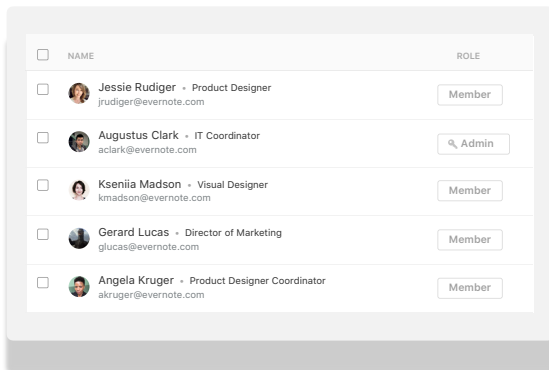 NAME ROLE
Jessie Rudiger • Product Designer
jrudiger@evernote.com
Member
Augustus Clark • IT Coordinator
aclark@evernote.com
Admin
Kseniia Madson • Visual Designer
kmadson@evernote.com
Member
Gerard Lucas • Director of Marketing
glucas@evernote.com
Member
Angela Kruger • Product Designer Coordinator
akruger@evernote.com
Member